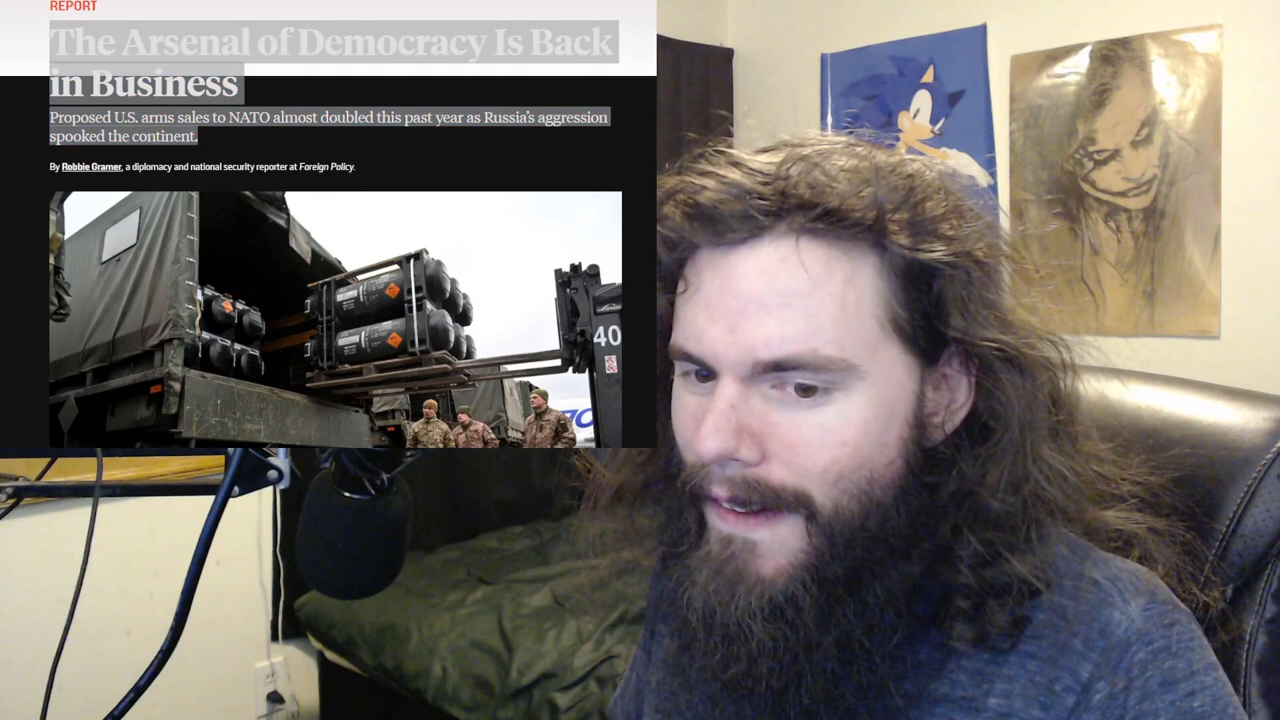 REPORT
The Arsenal of Democracy Is Back
in Business
Proposed U.S. arms sales to NATO almost doubled this past year as Russia's aggression
spooked the continent.
By Robbie Gramer, a diplomacy and national security reporter at Foreign Policy.
40